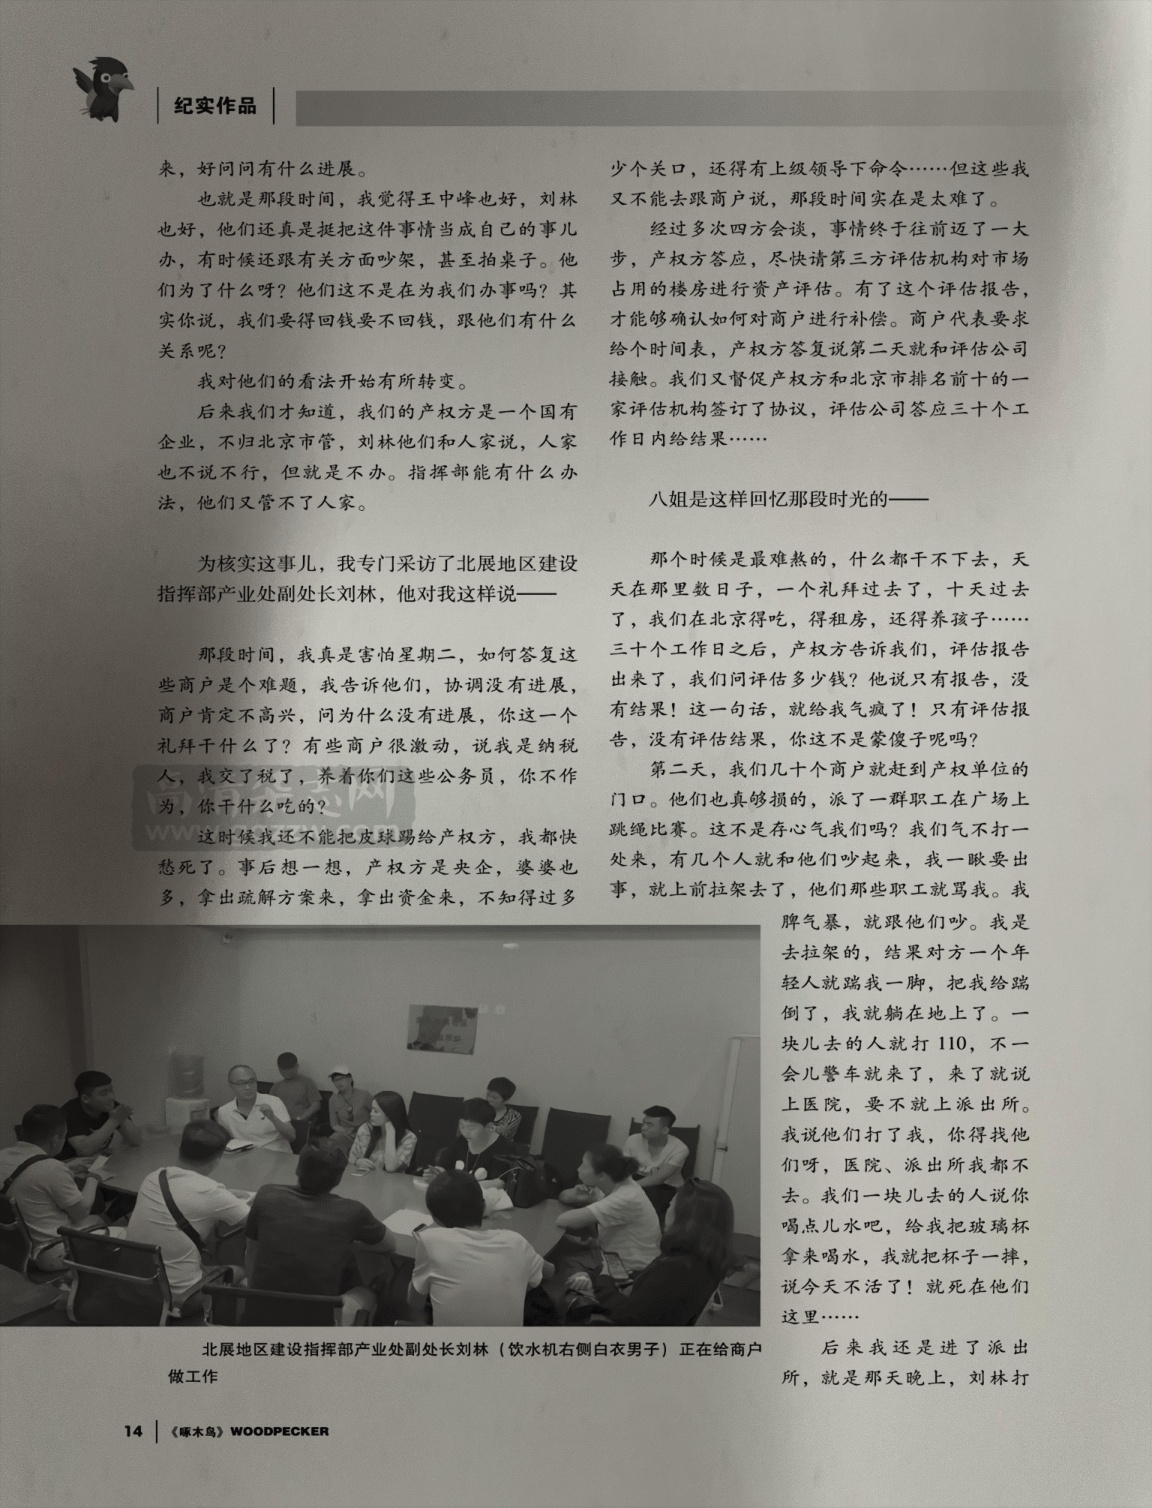 纪实作品
来，好问问有什么进展。
也就是那段时间，我觉得王中峰也好，刘林
也好，他们还真是挺把这件事情当成自己的事儿
办，有时候还跟有关方面吵架，甚至拍桌子。他
们为了什么呀？他们这不是在为我们办事吗？其
实你说，我们要得回钱要不回钱，跟他们有什么
关系呢？
我对他们的看法开始有所转变。
后来我们才知道，我们的产权方是一个国有
企业，不归北京市管，刘林他们和人家说，人家
也不说不行，但就是不办。指挥部能有什么办
法，他们又管不了人家。
为核实这事儿，我专门采访了北展地区建设
指挥部产业处副处长刘林，他对我这样说——
那段时间，我真是害怕星期二，如何答复这
些商户是个难题，我告诉他们，协调没有进展，
商户肯定不高兴，问为什么没有进展，你这一个
礼拜干什么了？有些商户很激动，说我是纳税
人，我交了税了，养着你们这些公务员，你不作
为，你干什么吃的？
这时候我还不能把皮球踢给产权方，我都快
愁死了。事后想一想，产权方是央企，婆婆也
多，拿出疏解方案来，拿出资金来，不知得过多
少个关口，还得有上级领导下命令……但这些我
又不能去跟商户说，那段时间实在是太难了。
经过多次四方会谈，事情终于往前迈了一大
步，产权方答应，尽快请第三方评估机构对市场
占用的楼房进行资产评估。有了这个评估报告，
才能够确认如何对商户进行补偿。商户代表要求
给个时间表，产权方答复说第二天就和评估公司
接触。我们又督促产权方和北京市排名前十的一
家评估机构签订了协议，评估公司答应三十个工
作日内给结果……
八姐是这样回忆那段时光的——
那个时候是最难熬的，什么都干不下去，天
天在那里数日子，一个礼拜过去了，十天过去
了，我们在北京得吃，得租房，还得养孩子……
三十个工作日之后，产权方告诉我们，评估报告
出来了，我们问评估多少钱？他说只有报告，没
有结果！这一句话，就给我气疯了！只有评估报
告，没有评估结果，你这不是蒙傻子呢吗？
第二天，我们几十个商户就赶到产权单位的
门口。他们也真够损的，派了一群职工在广场上
跳绳比赛。这不是存心气我们吗？我们气不打一
处来，有几个人就和他们吵起来，我一瞅要出
事，就上前拉架去了，他们那些职工就骂我。我
脾气暴，就跟他们吵。我是
去拉架的，结果对方一个年
轻人就踹我一脚，把我给踹
倒了，我就躺在地上了。一
块儿去的人就打 110，不一
会儿警车就来了，来了就说
上医院，要不就上派出所。
我说他们打了我，你得找他
们呀，医院、派出所我都不
去。我们一块儿去的人说你
喝点儿水吧，给我把玻璃杯
拿来喝水，我就把杯子一摔，
说今天不活了！就死在他们
这里……
后来我还是进了派出
所，就是那天晚上，刘林打
北展地区建设指挥部产业处副处长刘林（饮水机右侧白衣男子）正在给商户
做工作
14 《啄木鸟》WOODPECKER